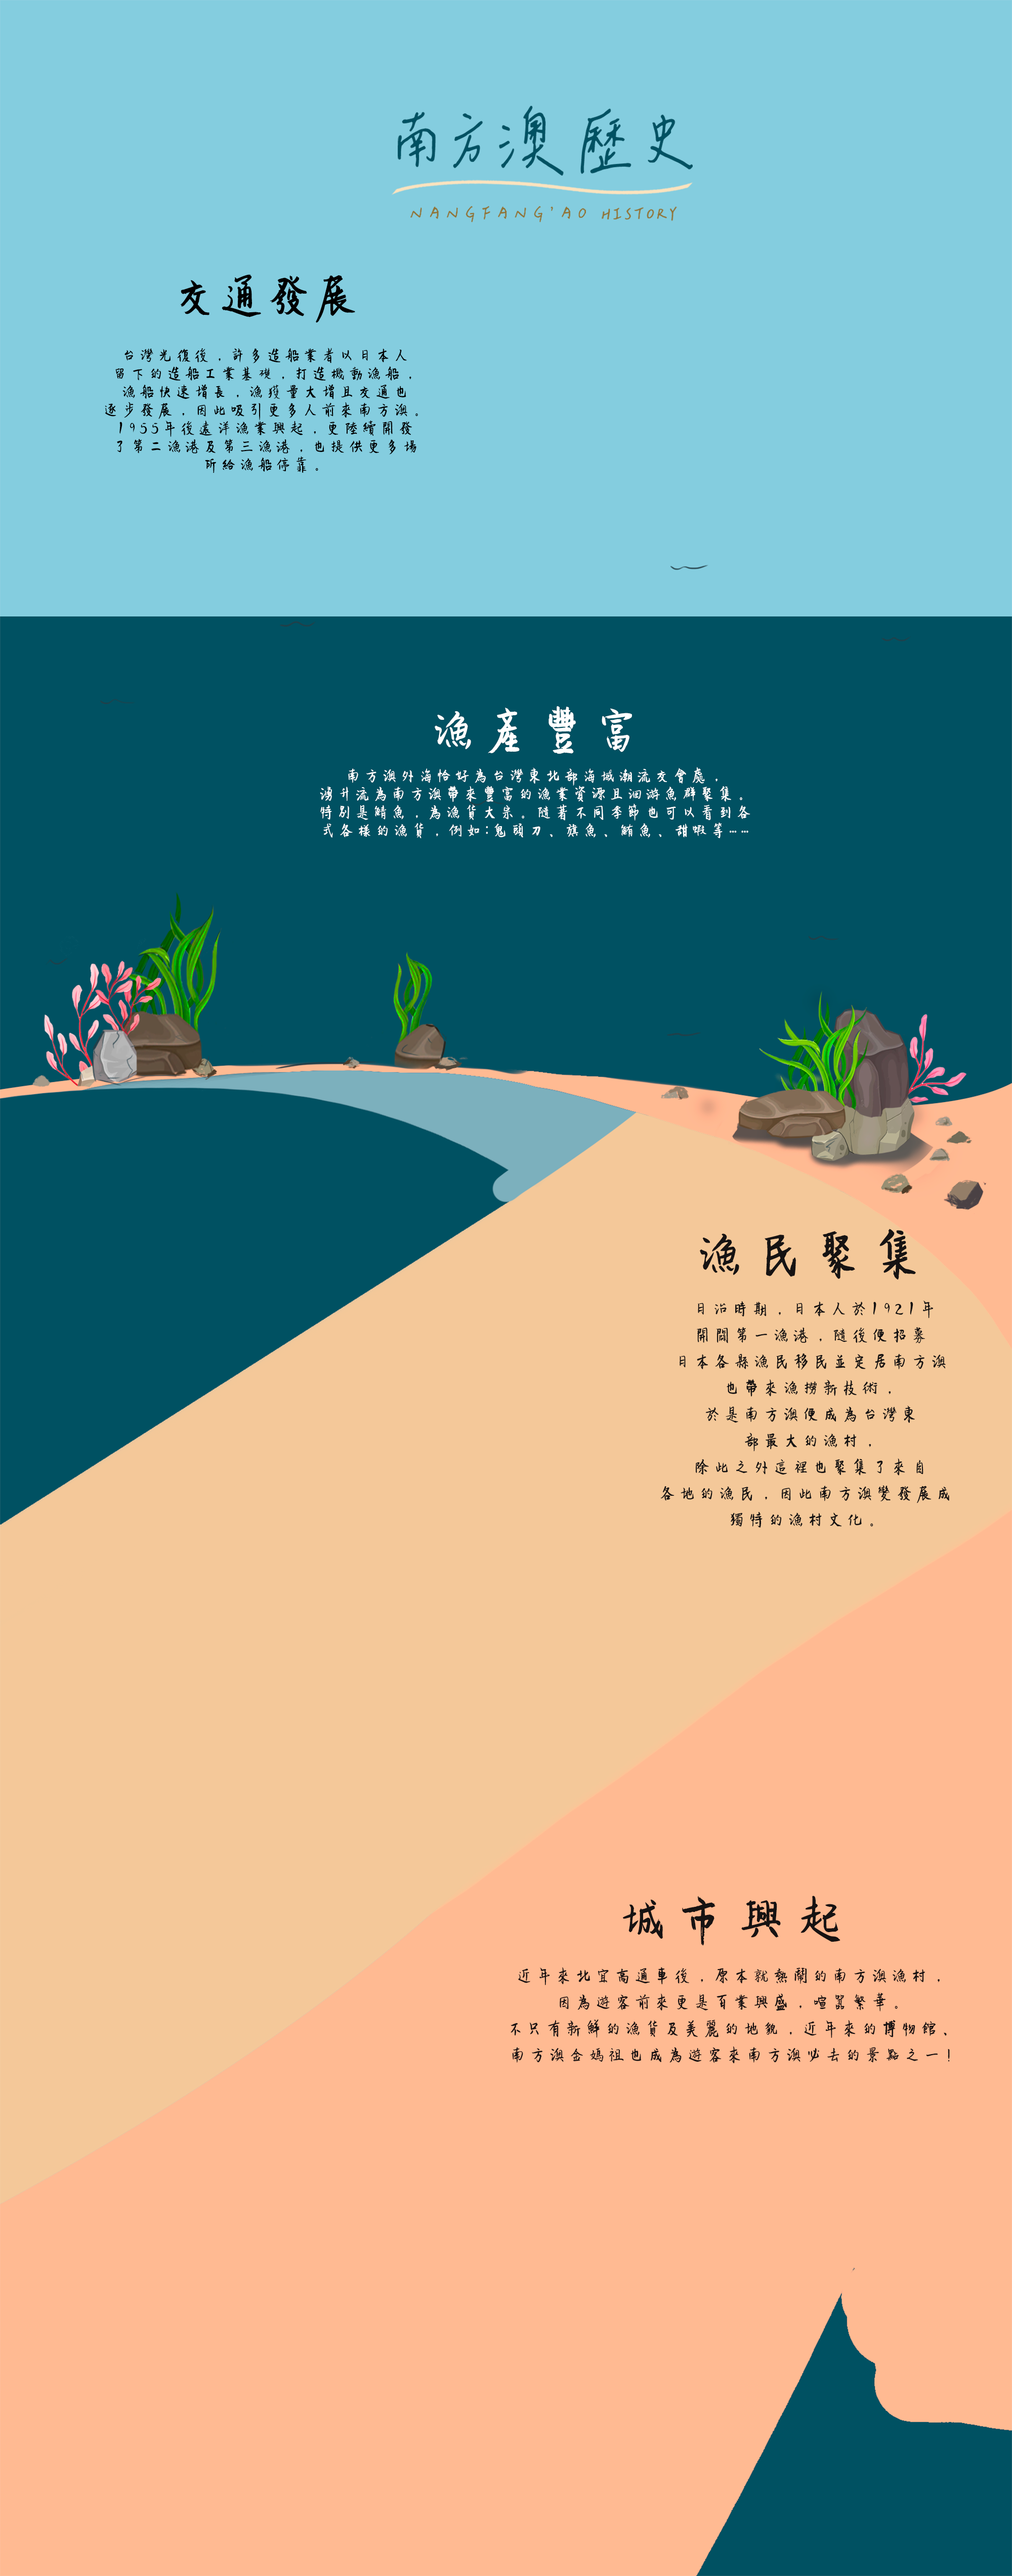 南方澳歷史
NANGFANG'AO HISTORY
交通發展
台灣光復後，許多造船業者以日本人
留下的造船工業基礎，打造機動漁船，
漁船快速增長，漁獲量大增且交通也
逐步發展，因此吸引更多人前來南方澳。
1955年後遠洋漁業興起，更陸續開發
了第二漁港及第三漁港，也提供更多場
所給漁船停靠。
漁產豐富
南方澳外海恰好為台灣東北部海域潮流交會處，
湧升流為南方澳帶來豐富的漁業資源且洄游魚群聚集。
特別是鯖魚，為漁貨大宗。隨著不同季節也可以看到各
式各樣的漁貨，例如:鬼頭刀、旗魚、鮪魚、甜蝦等……
漁民聚集
日治時期，日本人於1921年
開闢第一漁港，隨後便招募
日本各縣漁民移民並定居南方澳
也帶來漁撈新技術，
於是南方澳便成為台灣東
部最大的漁村，
除此之外這裡也聚集了來自
各地的漁民，因此南方澳變發展成
獨特的漁村文化。
城市興起
近年來北宜高通車後，原本就熱鬧的南方澳漁村，
因為遊客前來更是百業興盛，喧囂繁華。
不只有新鮮的漁貨及美麗的地貌，近年來的博物館、
南方澳金媽祖也成為遊客來南方澳必去的景點之一!